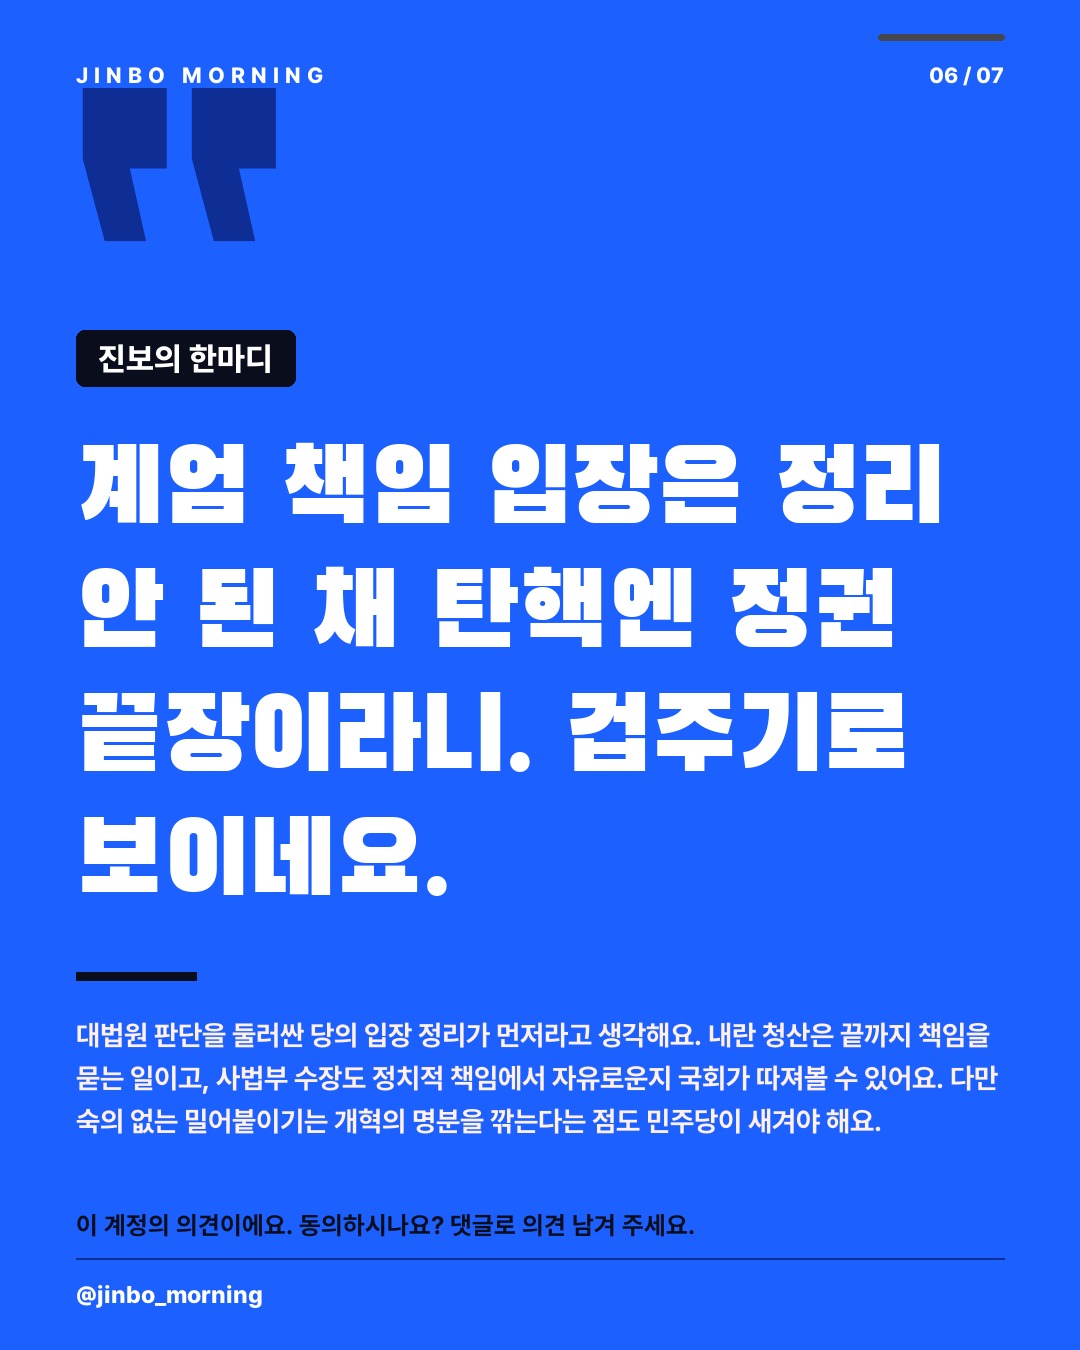 JINBO MORNING
06 / 07
진보의 한마디
계엄 책임 입장은 정리
안 된 채 탄핵엔 정권
끝장이라니. 겁주기로
보이네요.
대법원 판단을 둘러싼 당의 입장 정리가 먼저라고 생각해요. 내란 청산은 끝까지 책임을
묻는 일이고, 사법부 수장도 정치적 책임에서 자유로운지 국회가 따져볼 수 있어요. 다만
숙의 없는 밀어붙이기는 개혁의 명분을 깎는다는 점도 민주당이 새겨야 해요.
이 계정의 의견이에요. 동의하시나요? 댓글로 의견 남겨 주세요.
@jinbo_morning